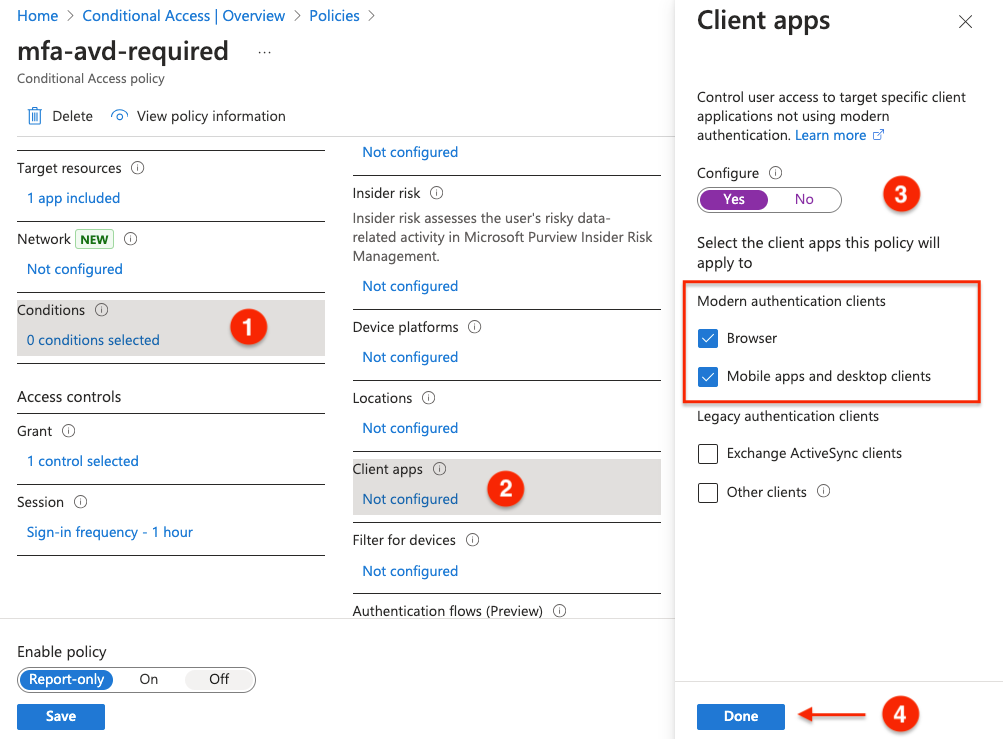 Home > Conditional Access | Overview > Policies >
mfa-avd-required ...
Conditional Access policy
Delete View policy information
Target resources
1 app included
Network NEW
Not configured
Conditions
0 conditions selected
1
Access controls
Grant
1 control selected
Session
Sign-in frequency - 1 hour
Not configured
Insider risk
Insider risk assesses the user's risky data-
related activity in Microsoft Purview Insider Risk
Management.
Not configured
Device platforms
Not configured
Locations
Not configured
Client apps
Not configured
2
Filter for devices
Not configured
Authentication flows (Preview)
Enable policy
Report-only On Off
Save
Client apps
Control user access to target specific client
applications not using modern
authentication. Learn more
Configure
Yes No
3
Select the client apps this policy will
apply to
Modern authentication clients
Browser
Mobile apps and desktop clients
Legacy authentication clients
Exchange ActiveSync clients
Other clients
Done
4